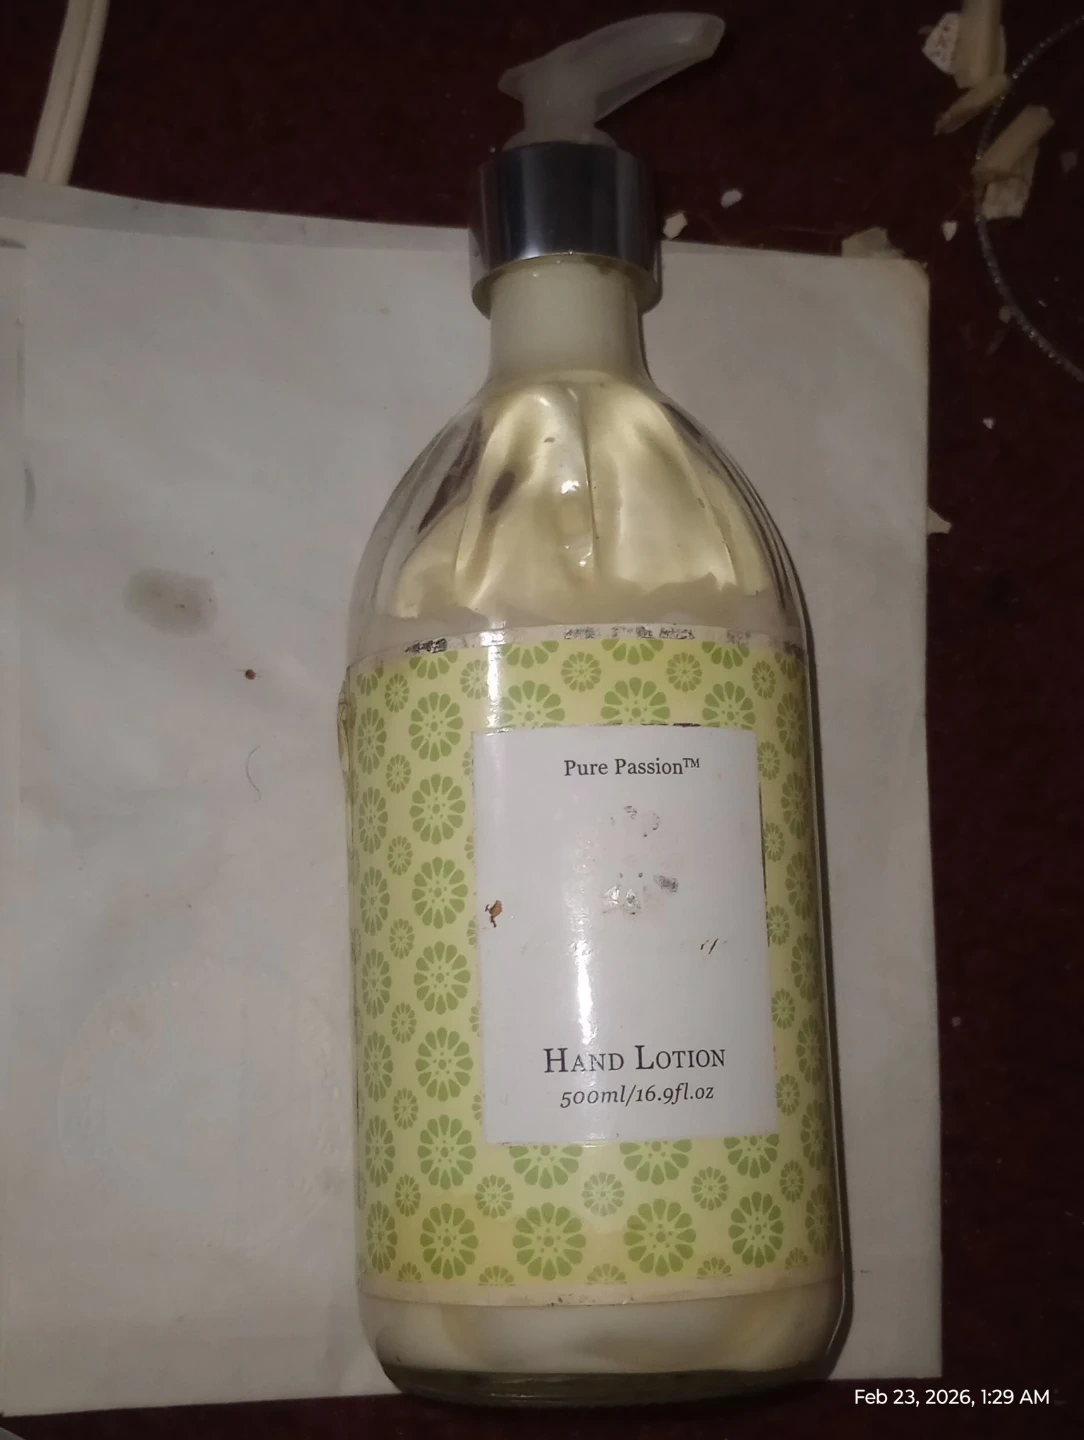 Pure Passion™
HAND LOTION
500ml/16.9fl.oz
Feb 23, 2026, 1:29 AM